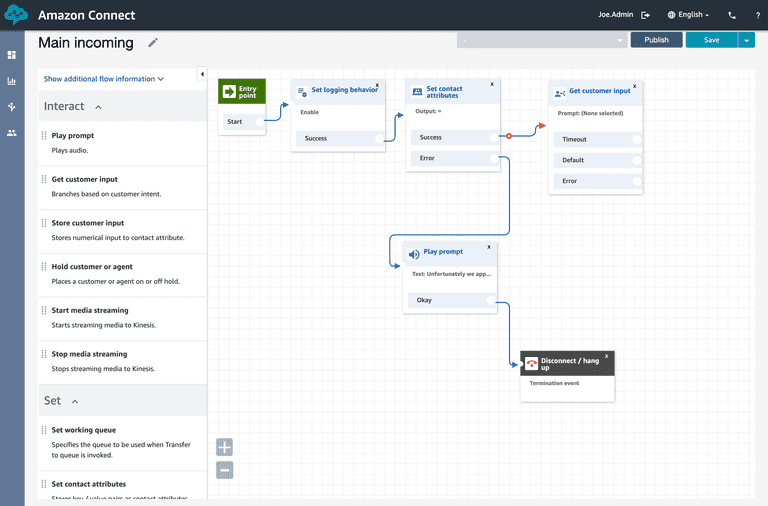 Amazon Connect
Joe.Admin
English
?
Main incoming
Publish
Save
Show additional flow information
Interact
Play prompt
Plays audio.
Get customer input
Branches based on customer intent.
Store customer input
Stores numerical input to contact attribute.
Hold customer or agent
Places a customer or agent on or off hold.
Start media streaming
Starts streaming media to Kinesis.
Stop media streaming
Stops streaming media to Kinesis.
Set
Set working queue
Specifies the queue to be used when Transfer
to queue is invoked.
Set contact attributes
Stores key / value pairs as contact attributes.
Entry
point
Start
x
Set logging behavior
Enable
Success
x
Set contact
attributes
Output: =
Success
Error
x
Get customer input
Prompt: (None selected)
Timeout
Default
Error
x
Play prompt
Text: Unfortunately we app...
Okay
x
Disconnect / hang
up
Termination event